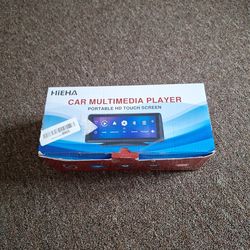 HiEHA
CAR MULTIMEDIA PLAYER
PORTABLE HD TOUCH SCREEN